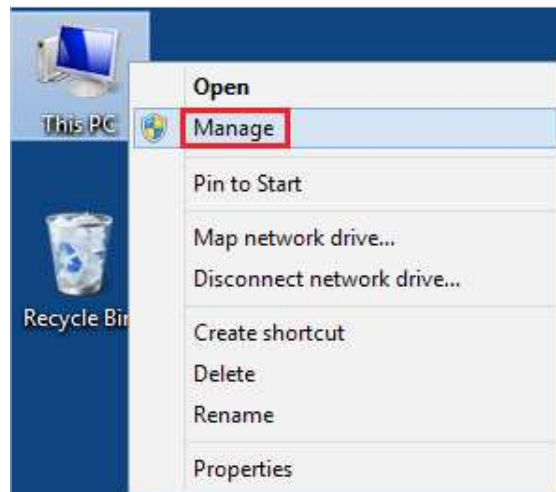 This PC
Open
Manage
Pin to Start
Map network drive...
Disconnect network drive...
Recycle Bin
Create shortcut
Delete
Rename
Properties